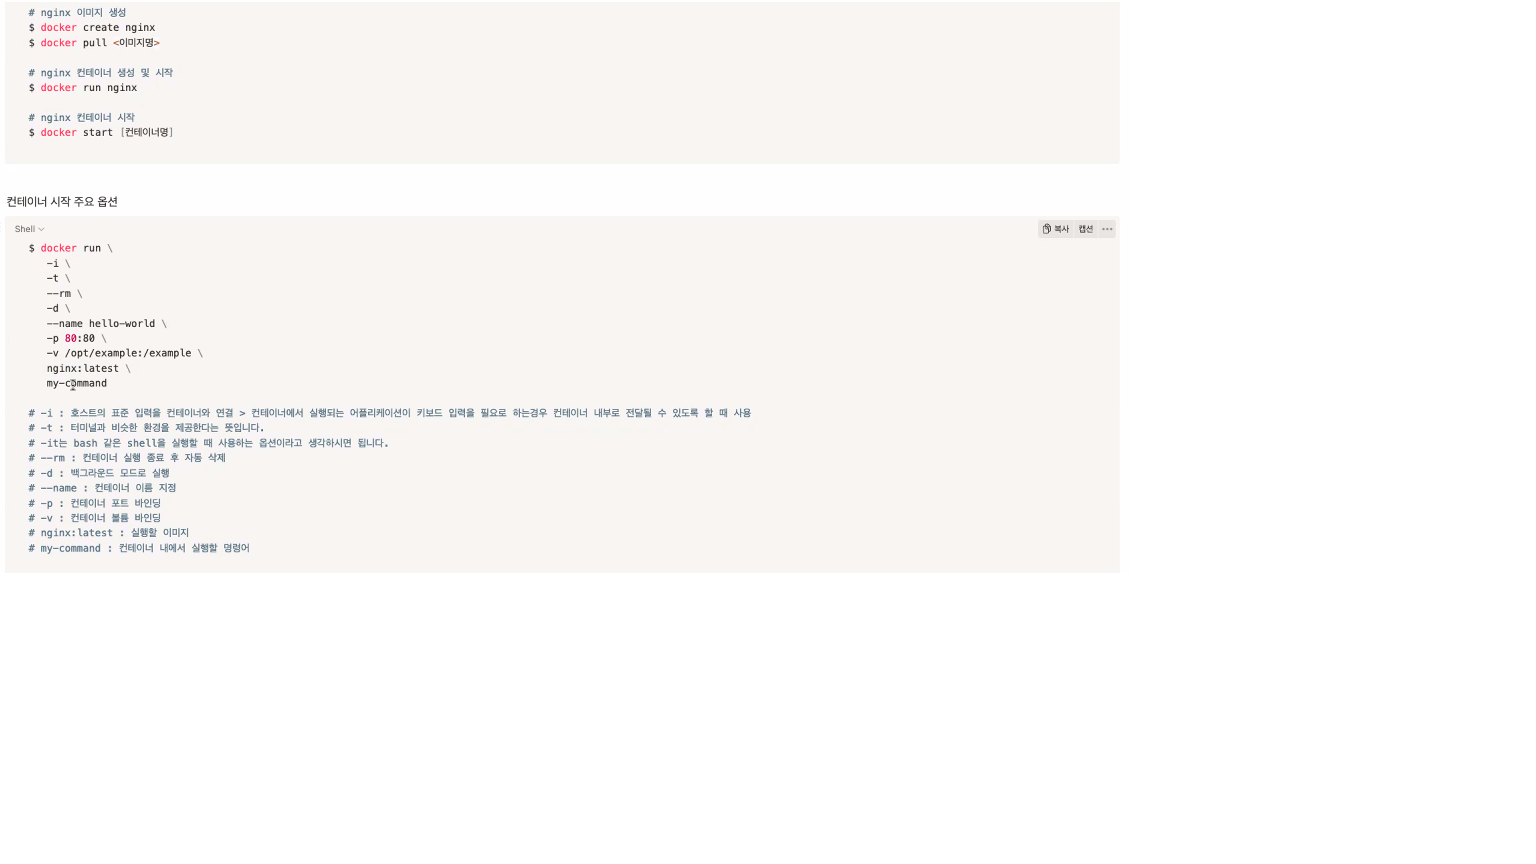 # nginx 이미지 생성
$ docker create nginx
$ docker pull <이미지명>
# nginx 컨테이너 생성 및 시작
$ docker run nginx
# nginx 컨테이너 시작
$ docker start [컨테이너명]
컨테이너 시작 주요 옵션
Shell 복사 캡션
$ docker run \
-i \
-t \
--rm \
-d \
--name hello-world \
-p 80:80 \
-v /opt/example:/example \
nginx:latest \
my-command
# -i : 호스트의 표준 입력을 컨테이너와 연결 > 컨테이너에서 실행되는 어플리케이션이 키보드 입력을 필요로 하는경우 컨테이너 내부로 전달될 수 있도록 할 때 사용
# -t : 터미널과 비슷한 환경을 제공한다는 뜻입니다.
# -it는 bash 같은 shell을 실행할 때 사용하는 옵션이라고 생각하시면 됩니다.
# --rm : 컨테이너 실행 종료 후 자동 삭제
# -d : 백그라운드 모드로 실행
# --name : 컨테이너 이름 지정
# -p : 컨테이너 포트 바인딩
# -v : 컨테이너 볼륨 바인딩
# nginx:latest : 실행할 이미지
# my-command : 컨테이너 내에서 실행할 명령어